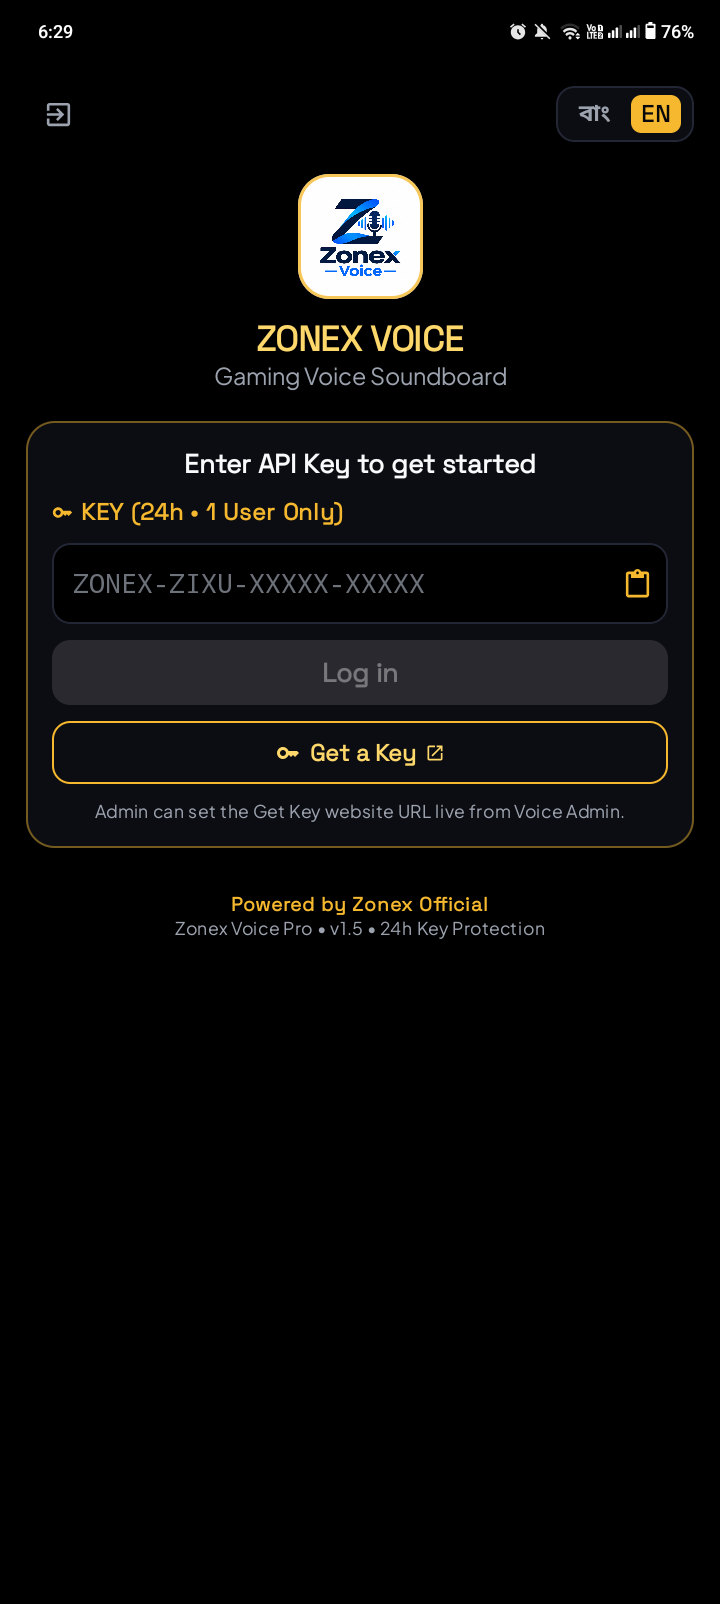 6:29
Vo D
LTE
76%
বাং
EN
Zonex
Voice
ZONEX VOICE
Gaming Voice Soundboard
Enter API Key to get started
KEY (24h • 1 User Only)
ZONEX-ZIXU-XXXXX-XXXXX
Log in
Get a Key
Admin can set the Get Key website URL live from Voice Admin.
Powered by Zonex Official
Zonex Voice Pro • v1.5 • 24h Key Protection